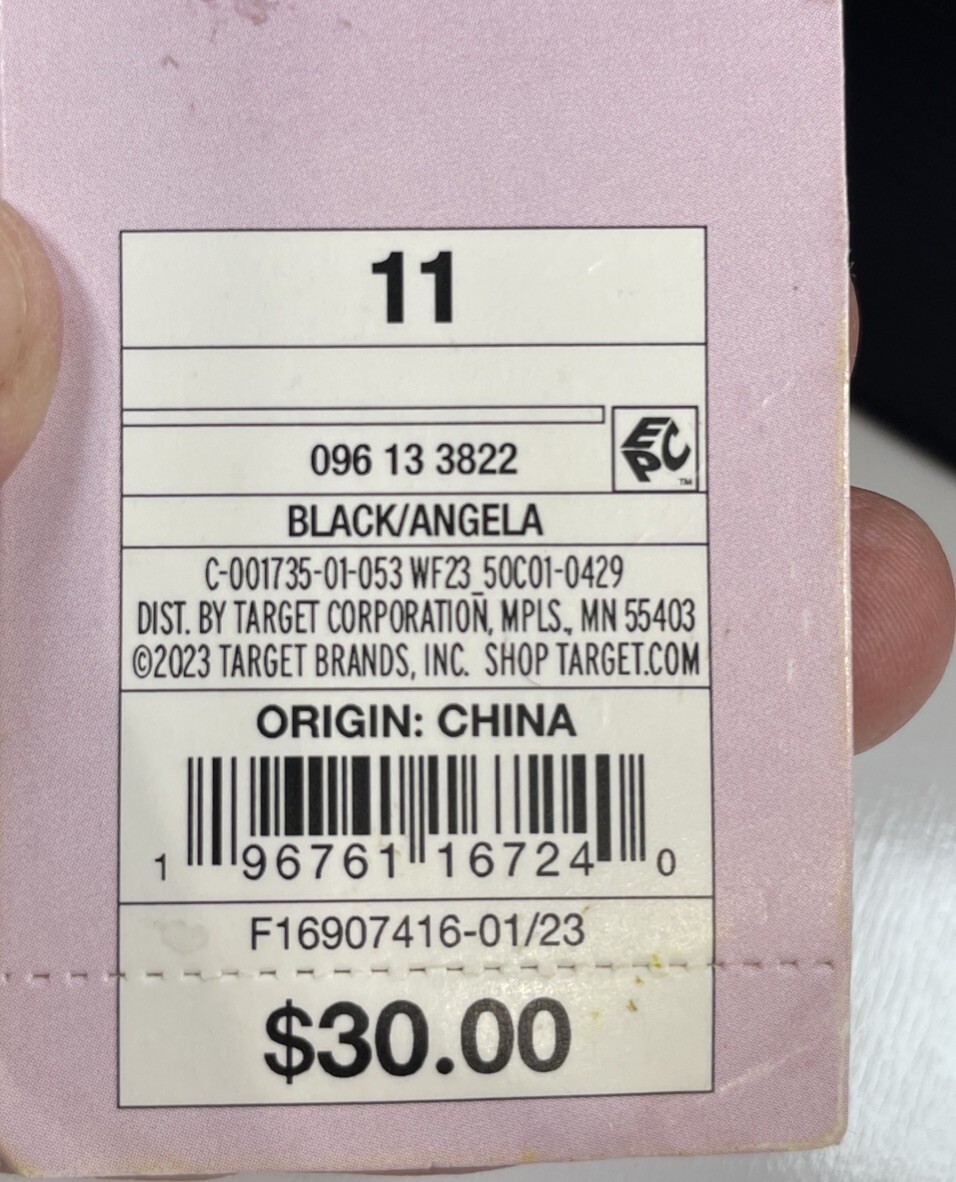 11
096 13 3822
EPC™
BLACK/ANGELA
C-001735-01-053 WF23_50C01-0429
DIST. BY TARGET CORPORATION, MPLS., MN 55403
©2023 TARGET BRANDS, INC. SHOP TARGET.COM
ORIGIN: CHINA
1 96761 16724 0
F16907416-01/23
$30.00